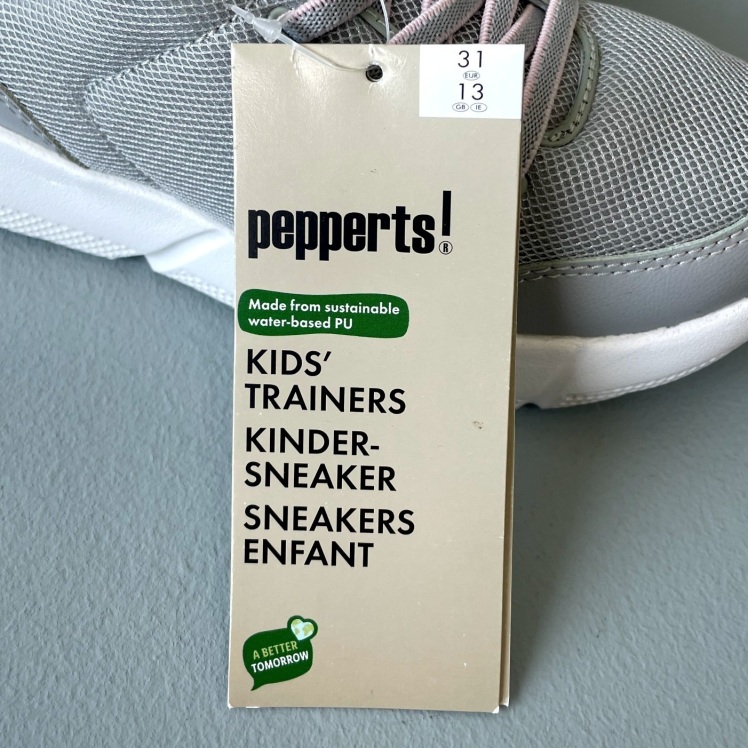 31
EUR
13
GB IE
pepperts!
®
Made from sustainable
water-based PU
KIDS’
TRAINERS
KINDER-
SNEAKER
SNEAKERS
ENFANT
A BETTER
TOMORROW